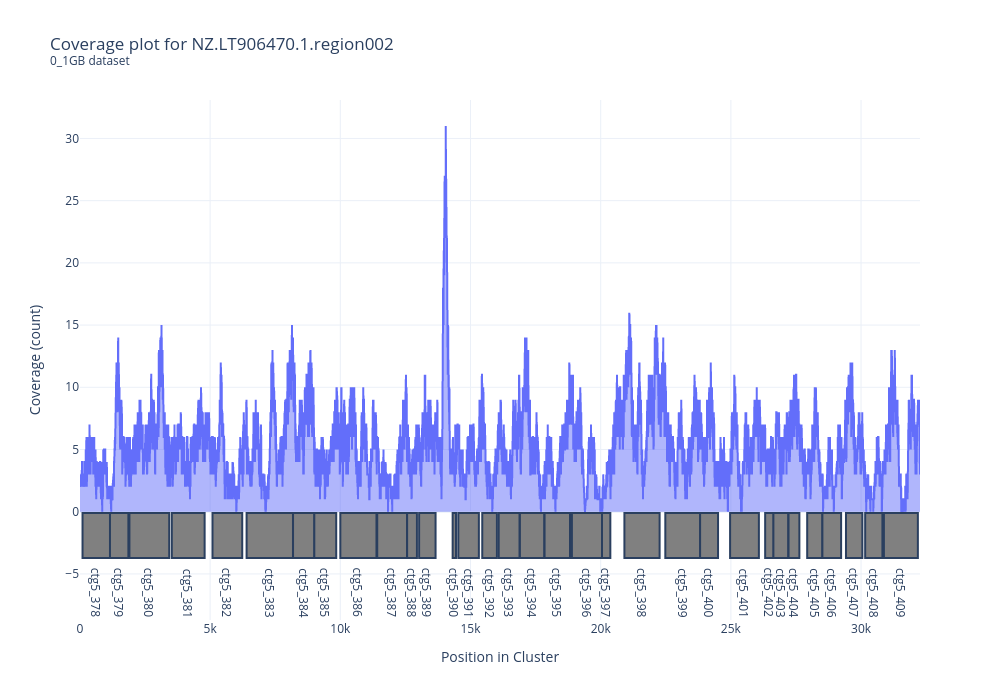 Coverage plot for NZ.LT906470.1.region002
0_1GB dataset
Coverage (count)
30
25
20
15
10
5
0
−5
ctg5_378
ctg5_379
ctg5_380
ctg5_381
ctg5_382
ctg5_383
ctg5_384
ctg5_385
ctg5_386
ctg5_387
ctg5_388
ctg5_389
ctg5_390
ctg5_391
ctg5_392
ctg5_393
ctg5_394
ctg5_395
ctg5_396
ctg5_397
ctg5_398
ctg5_399
ctg5_400
ctg5_401
ctg5_402
ctg5_403
ctg5_404
ctg5_405
ctg5_406
ctg5_407
ctg5_408
ctg5_409
0 5k 10k 15k 20k 25k 30k
Position in Cluster